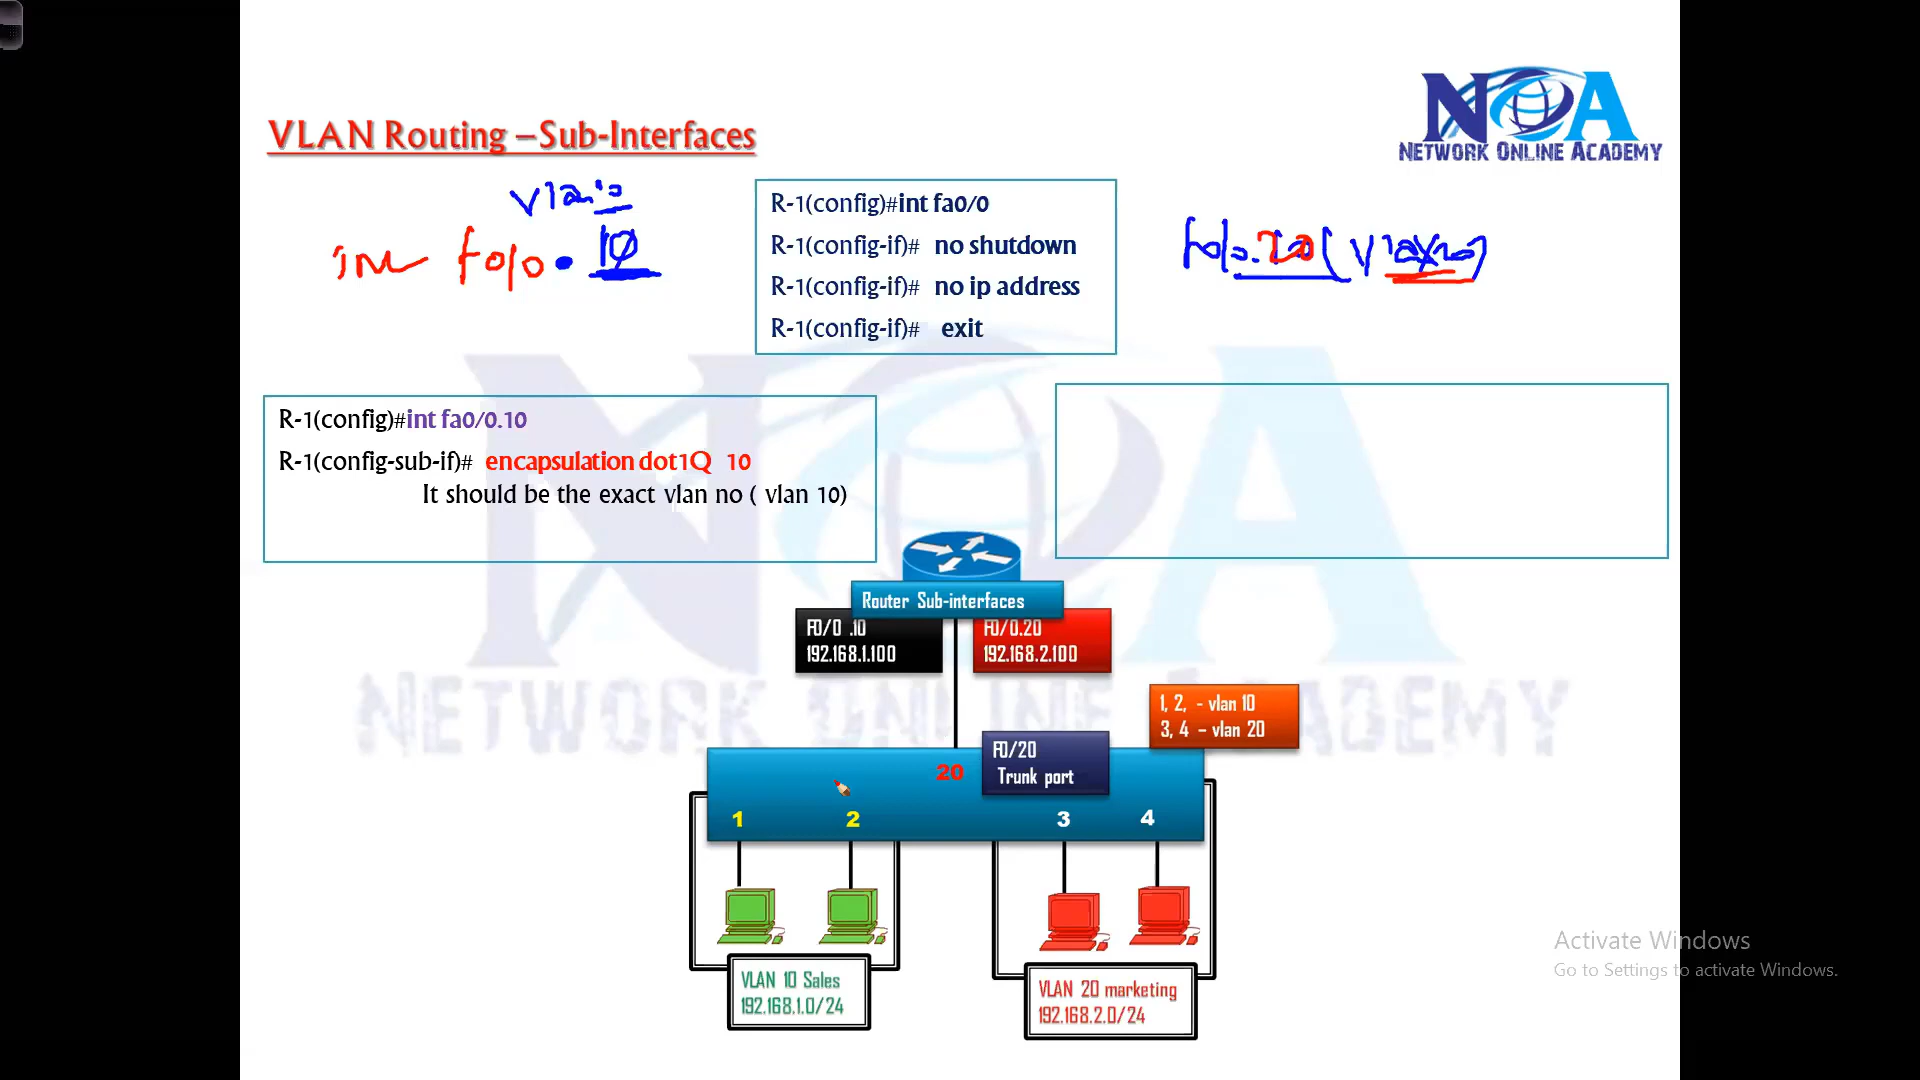 NOA
NETWORK ONLINE ACADEMY
VLAN Routing –Sub-Interfaces
vlan 10
int fa0/0.10
R-1(config)#int fa0/0
R-1(config-if)# no shutdown
R-1(config-if)# no ip address
R-1(config-if)# exit
R-1(config)#int fa0/0.10
R-1(config-sub-if)# encapsulation dot1Q 10
It should be the exact vlan no ( vlan 10)
Router Sub-interfaces
F0/0 .10
192.168.1.100
F0/0.20
192.168.2.100
NETWORK ONLINE ACADEMY
1, 2, - vlan 10
3, 4 – vlan 20
20
F0/20
Trunk port
1 2 3 4
VLAN 10 Sales
192.168.1.0/24
VLAN 20 marketing
192.168.2.0/24
Activate Windows
Go to Settings to activate Windows.